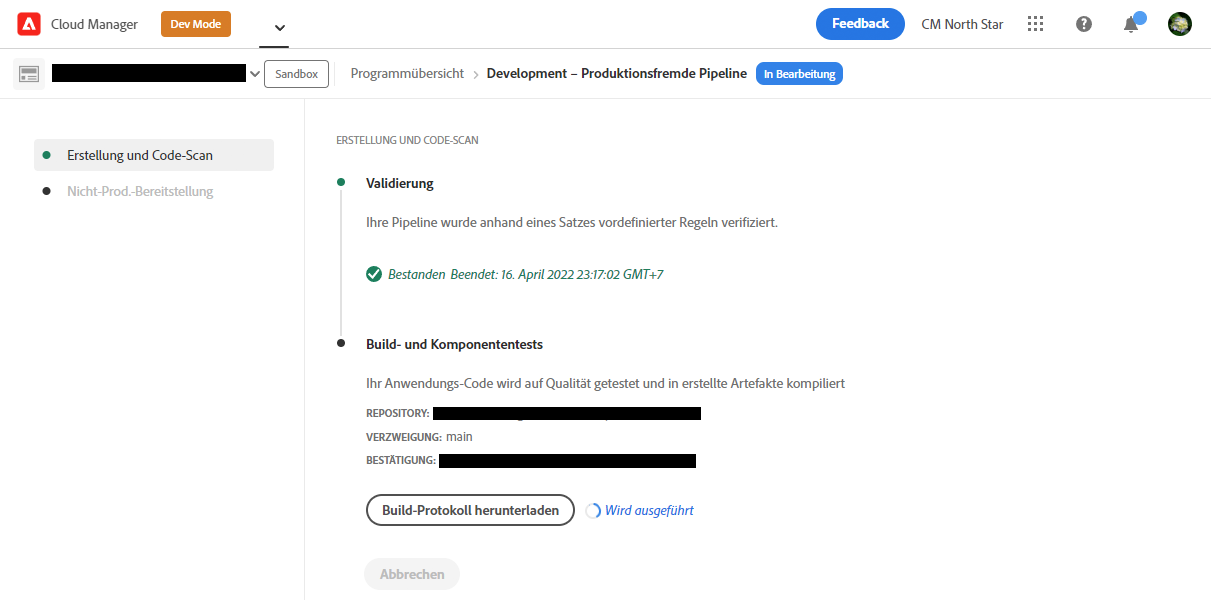 Cloud Manager Dev Mode Feedback CM North Star
Sandbox Programmübersicht Development – Produktionsfremde Pipeline In Bearbeitung
Erstellung und Code-Scan
Nicht-Prod.-Bereitstellung
ERSTELLUNG UND CODE-SCAN
Validierung
Ihre Pipeline wurde anhand eines Satzes vordefinierter Regeln verifiziert.
Bestanden Beendet: 16. April 2022 23:17:02 GMT+7
Build- und Komponententests
Ihr Anwendungs-Code wird auf Qualität getestet und in erstellte Artefakte kompiliert
REPOSITORY:
VERZWEIGUNG: main
BESTÄTIGUNG:
Build-Protokoll herunterladen Wird ausgeführt
Abbrechen